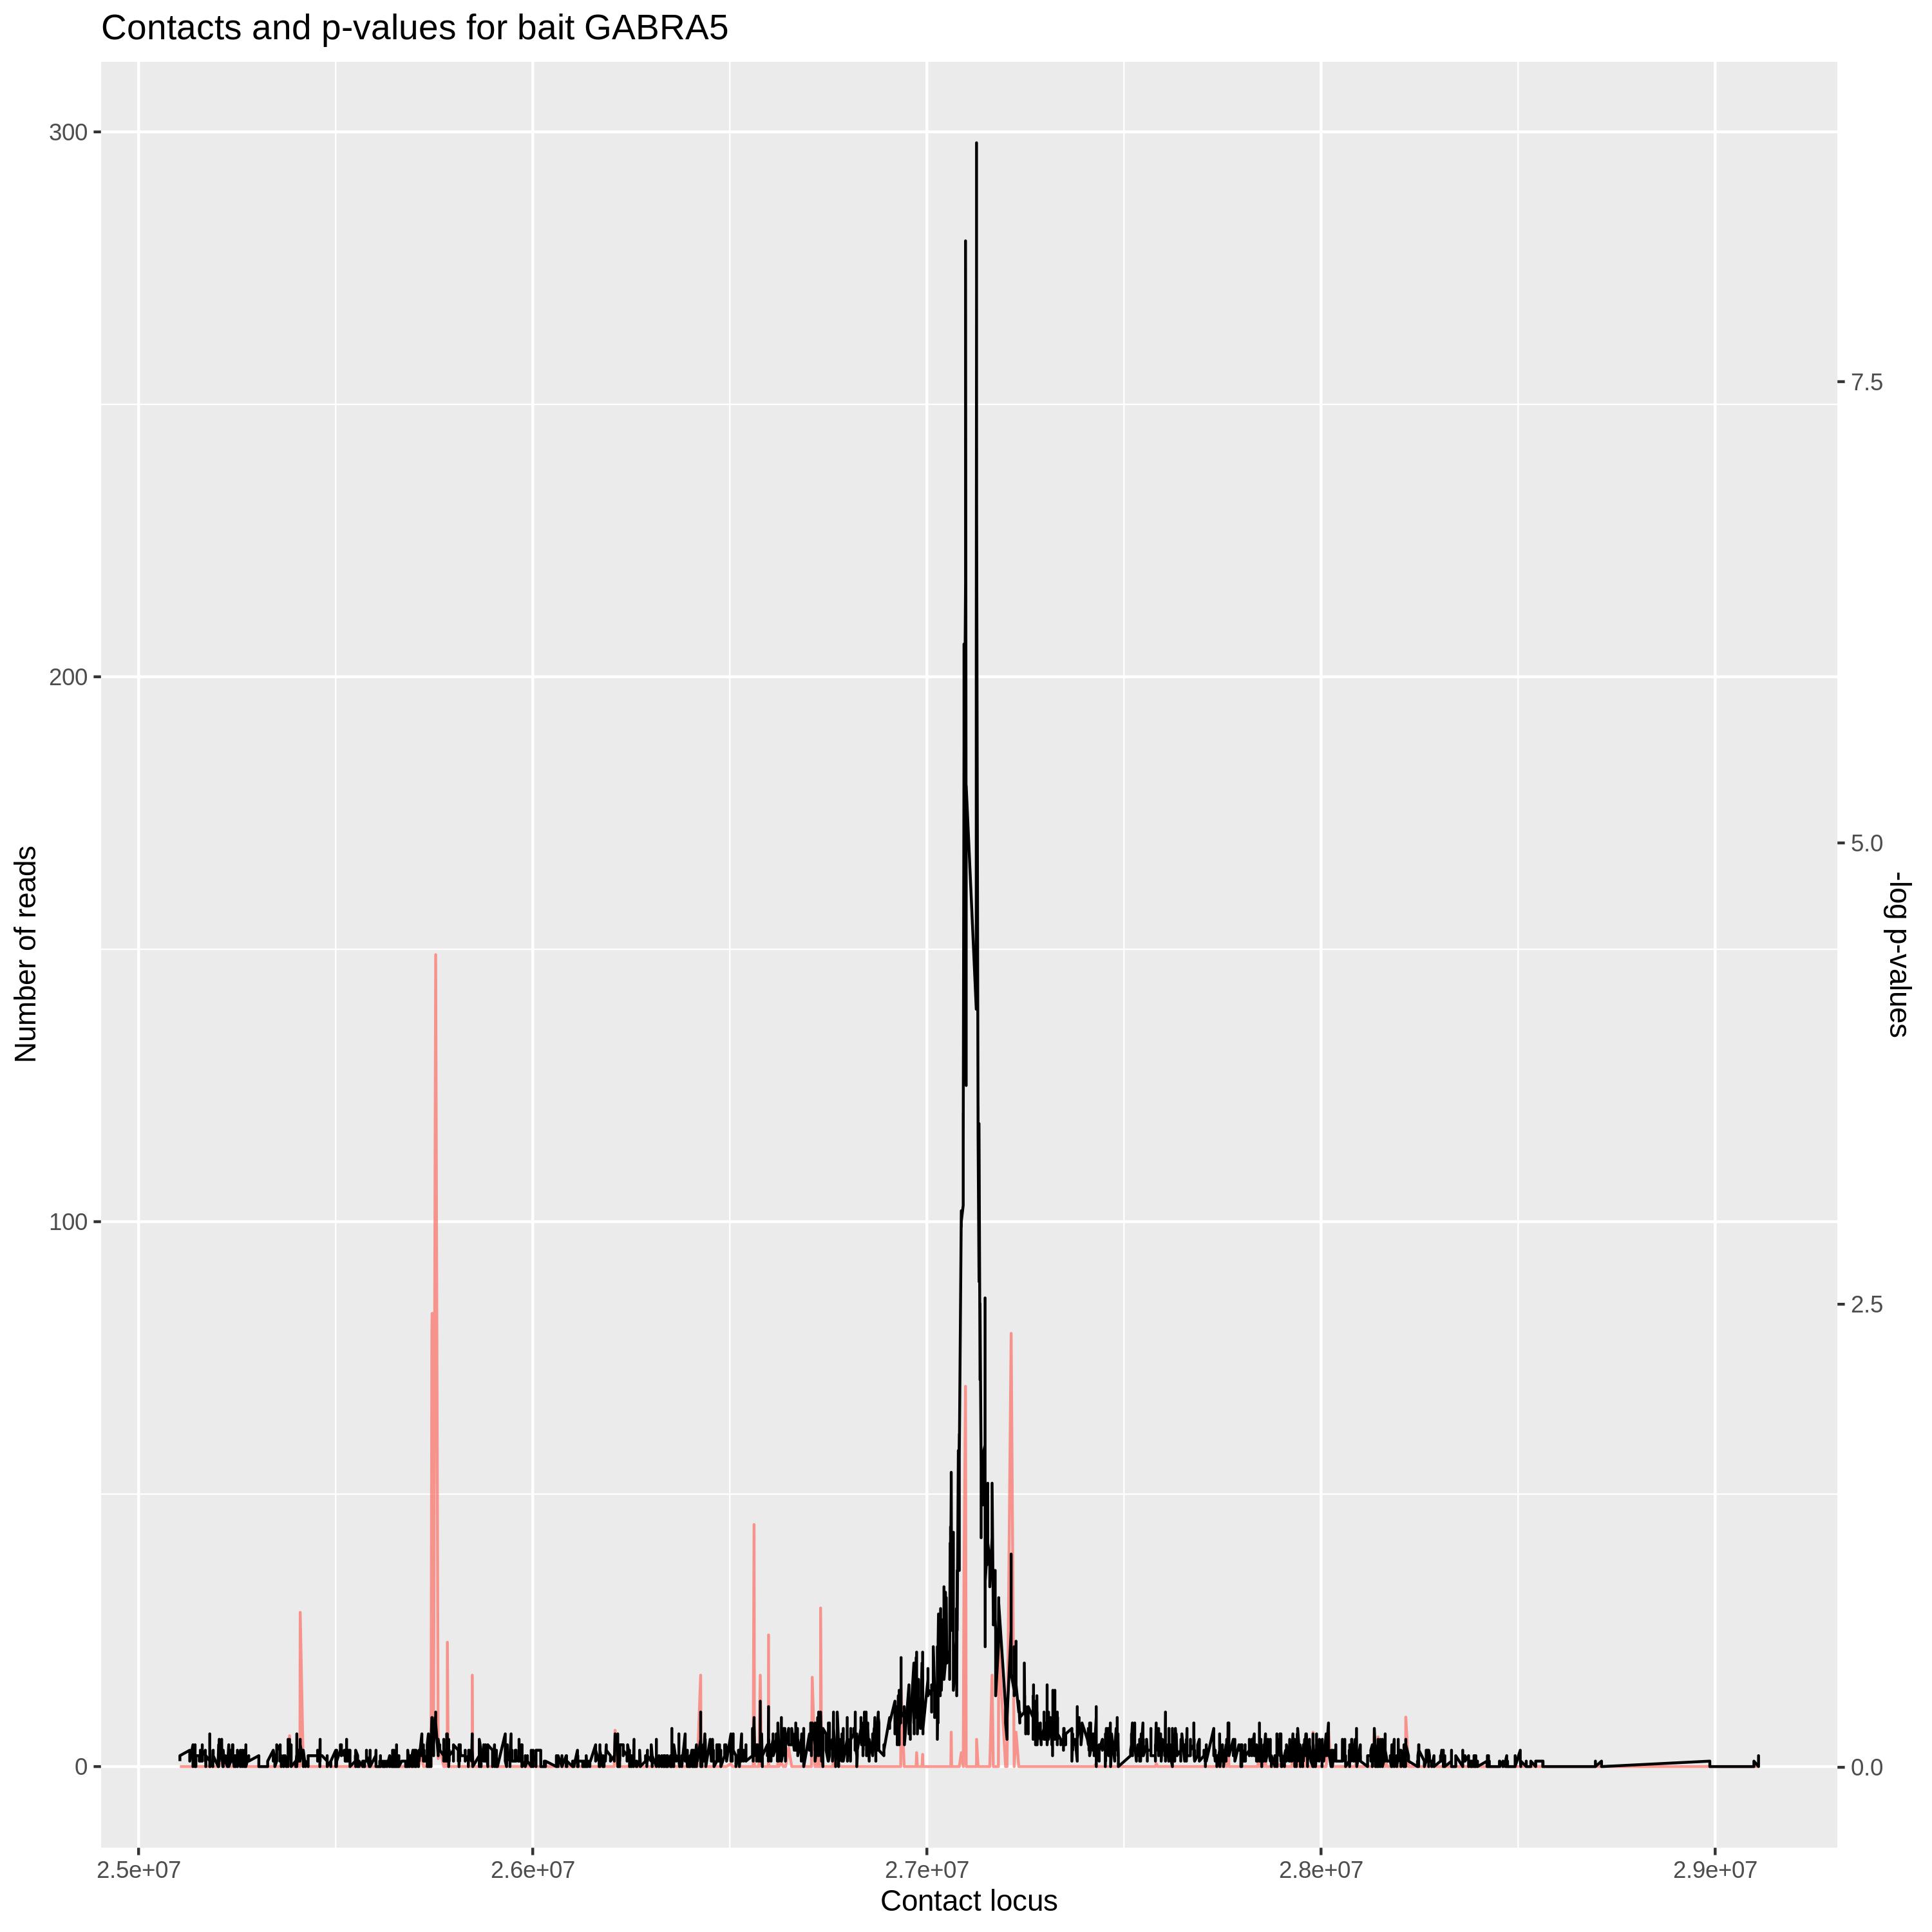 Contacts and p-values for bait GABRA5
300
200
100
0
Number of reads
7.5
5.0
2.5
0.0
-log p-values
2.5e+07
2.6e+07
2.7e+07
2.8e+07
2.9e+07
Contact locus